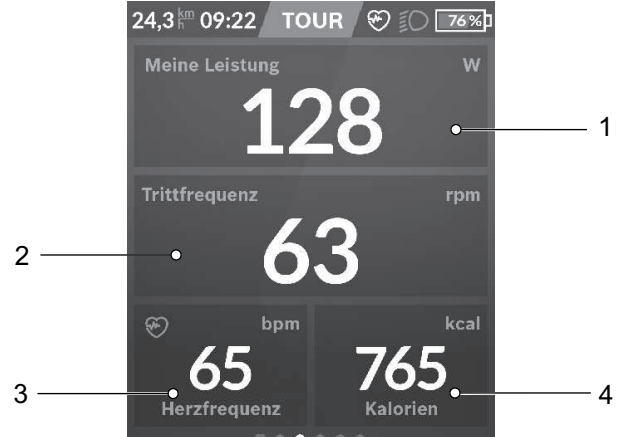 24,3 km/h 09:22 TOUR 76%
Meine Leistung W
128
1
Trittfrequenz rpm
2
63
bpm
65
3
Herzfrequenz
kcal
765
4
Kalorien